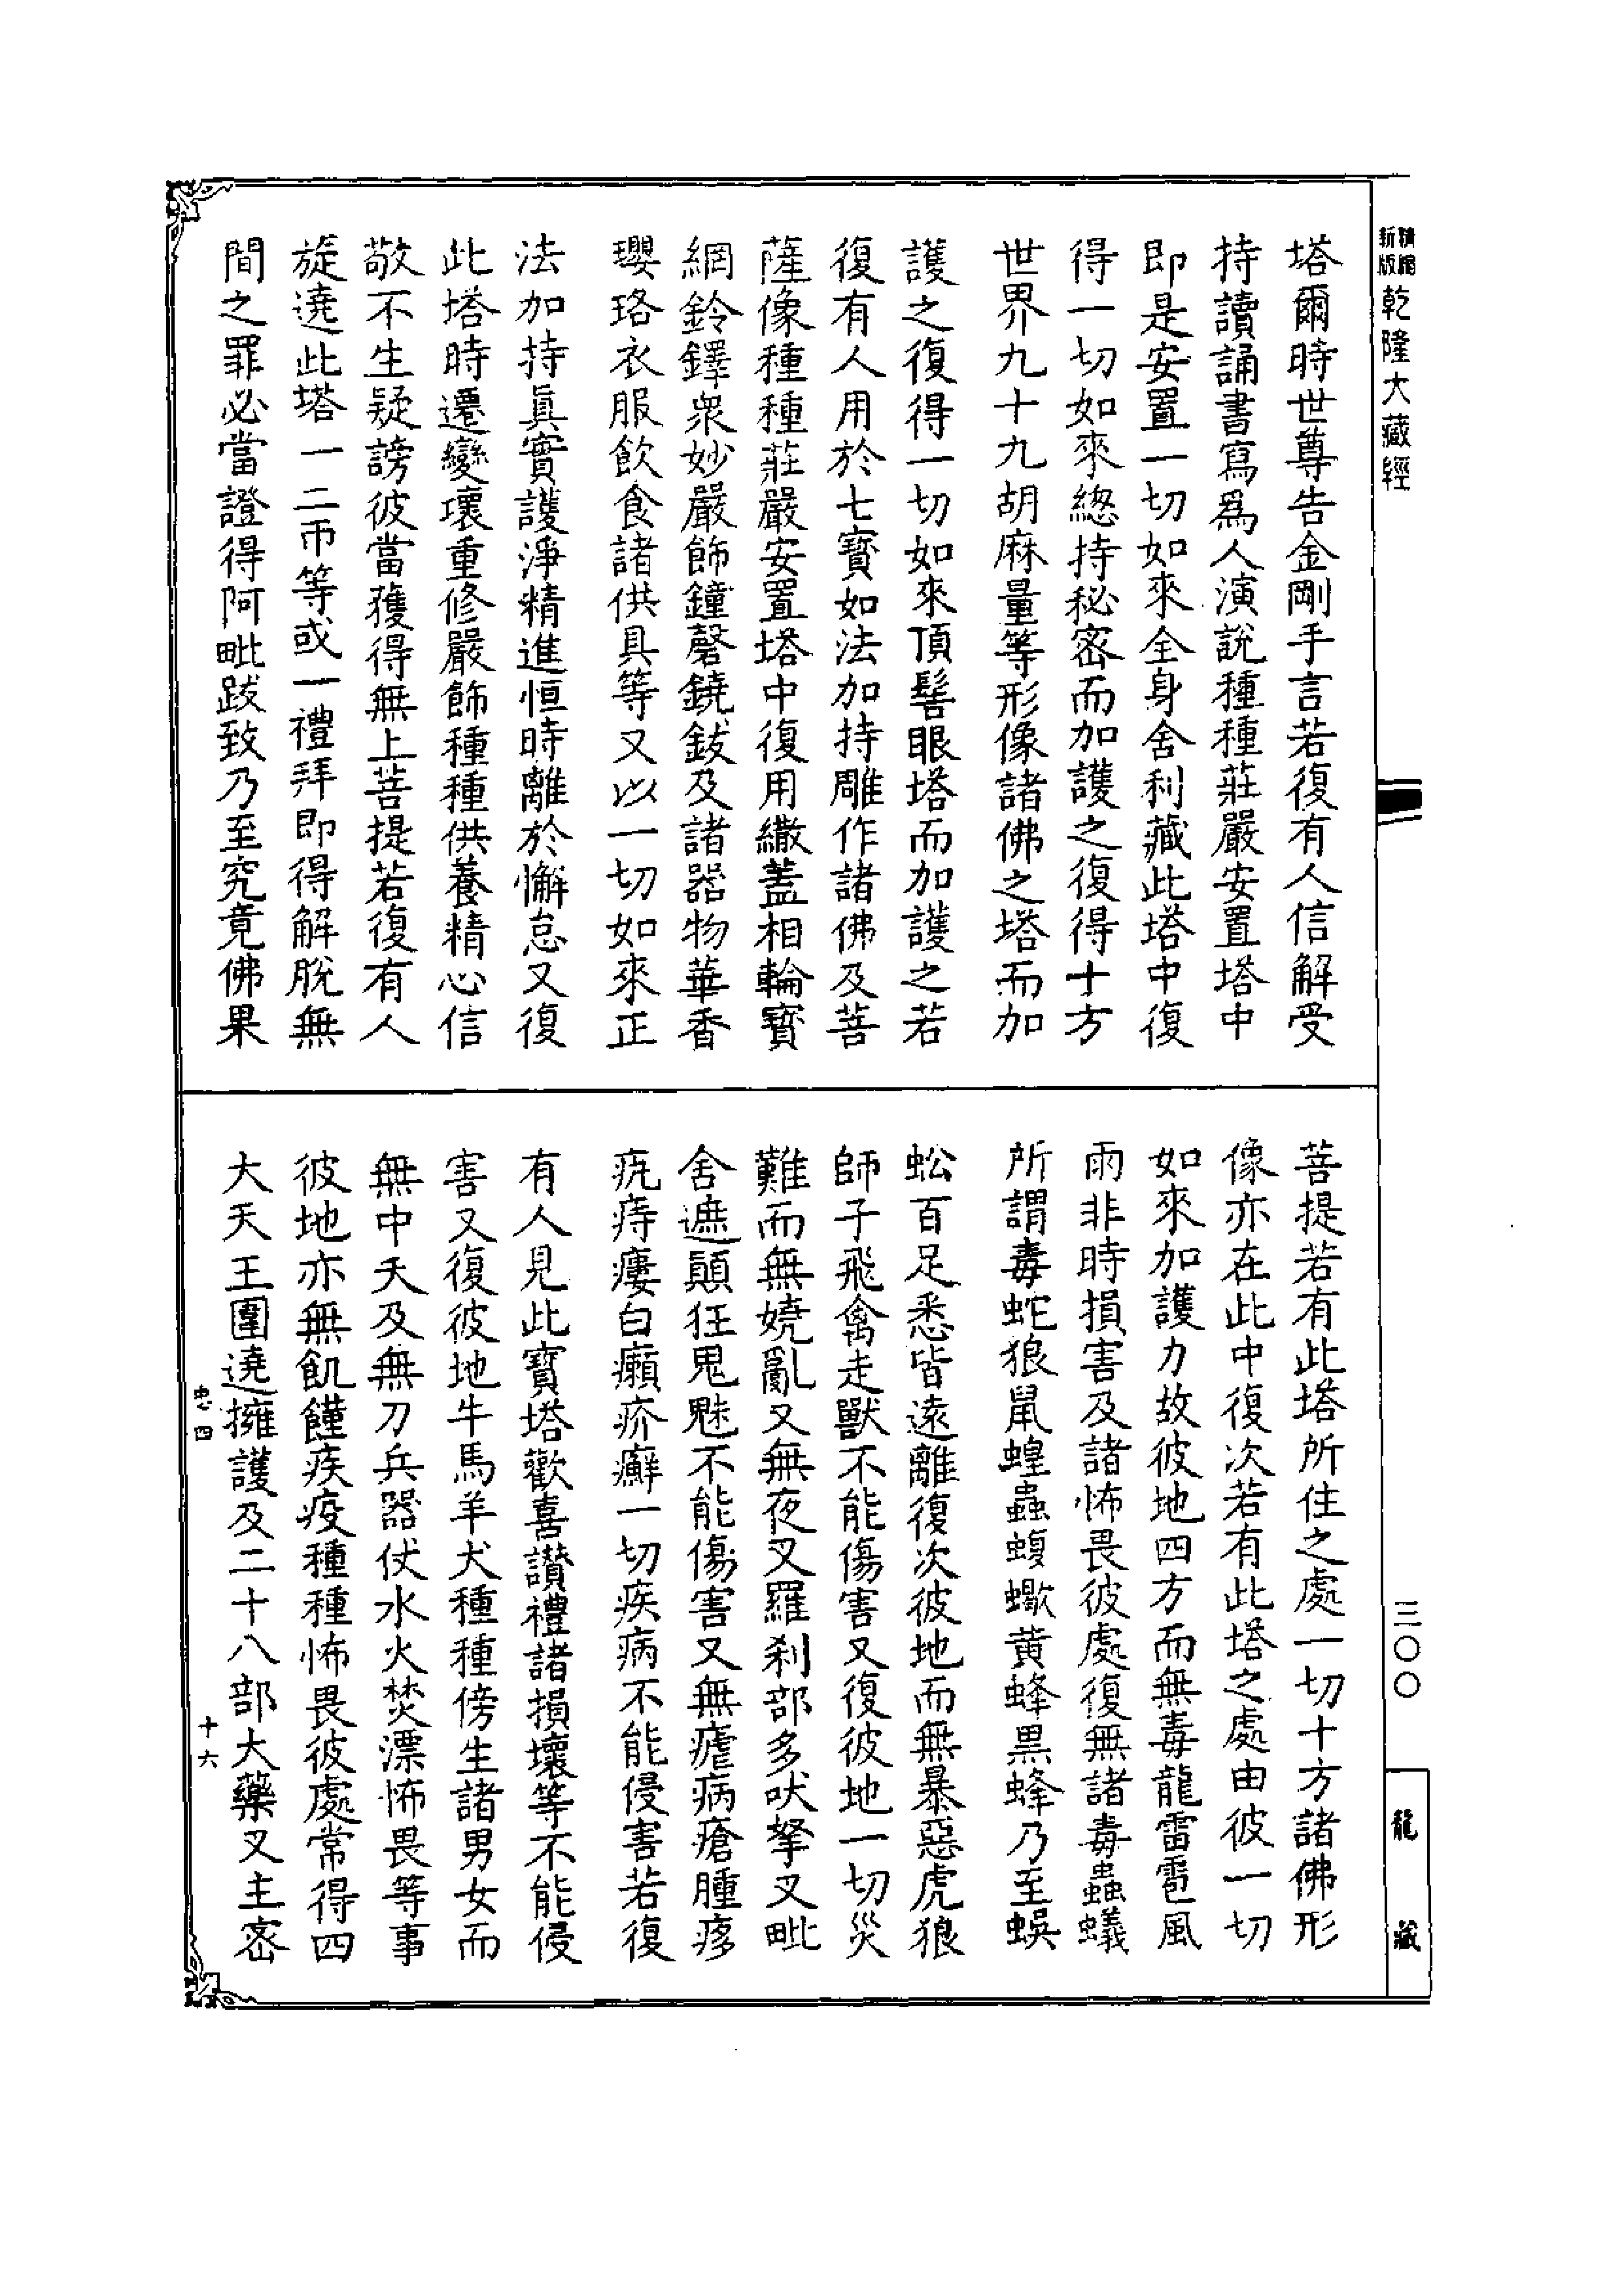 精縮
新版
乾隆大藏經
三〇〇
龍藏
塔爾時世尊告金剛手言若復有人信解受
持讀誦書寫爲人演說種種莊嚴安置塔中
即是安置一切如來全身舍利藏此塔中復
得一切如來緫持秘密而加護之復得十方
世界九十九胡麻量等形像諸佛之塔而加
護之復得一切如來頂髻眼塔而加護之若
復有人用於七寳如法加持雕作諸佛及菩
薩像種種莊嚴安置塔中復用繖蓋相輪寳
網鈴鐸衆妙嚴飾鐘磬鐃鈸及諸器物華香
瓔珞衣服飲食諸供具等又以一切如來正
法加持眞實護淨精進恒時離於懈怠又復
此塔時遷變壞重修嚴飾種種供養精心信
敬不生疑謗彼當獲得無上菩提若復有人
旋遶此塔一二帀等或一禮拜即得解脫無
間之罪必當證得阿毗跋致乃至究竟佛果
菩提若有此塔所住之處一切十方諸佛形
像亦在此中復次若有此塔之處由彼一切
如來加護力故彼地四方而無毒龍雷雹風
雨非時損害及諸怖畏彼處復無諸毒蟲蟻
所謂毒蛇狼鼠蝗蟲蝮蠍黄蜂黑蜂乃至蜈
蚣百足悉皆遠離復次彼地而無暴惡虎狼
師子飛禽走獸不能傷害又復彼地一切災
難而無嬈亂又無夜叉羅刹部多吠拏叉毗
舍遮顚狂鬼魅不能傷害又無瘧病瘡腫疹
疣痔瘻白癩疥癬一切疾病不能侵害若復
有人見此寳塔歡喜讚禮諸損壞等不能侵
害又復彼地牛馬羊犬種種傍生諸男女而
無中夭及無刀兵器仗水火焚漂怖畏等事
彼地亦無飢饉疾疫種種怖畏彼處常得四
大天王圍遶擁護及二十八部大藥叉主密
忠四
十六